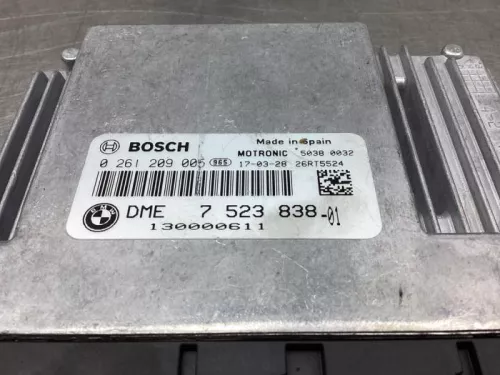 Made in Spain
BOSCH
MOTRONIC 5038 0032
0 261 209 005 965 17-03-28 26RT5524
DME 7 523 838-01
130000611